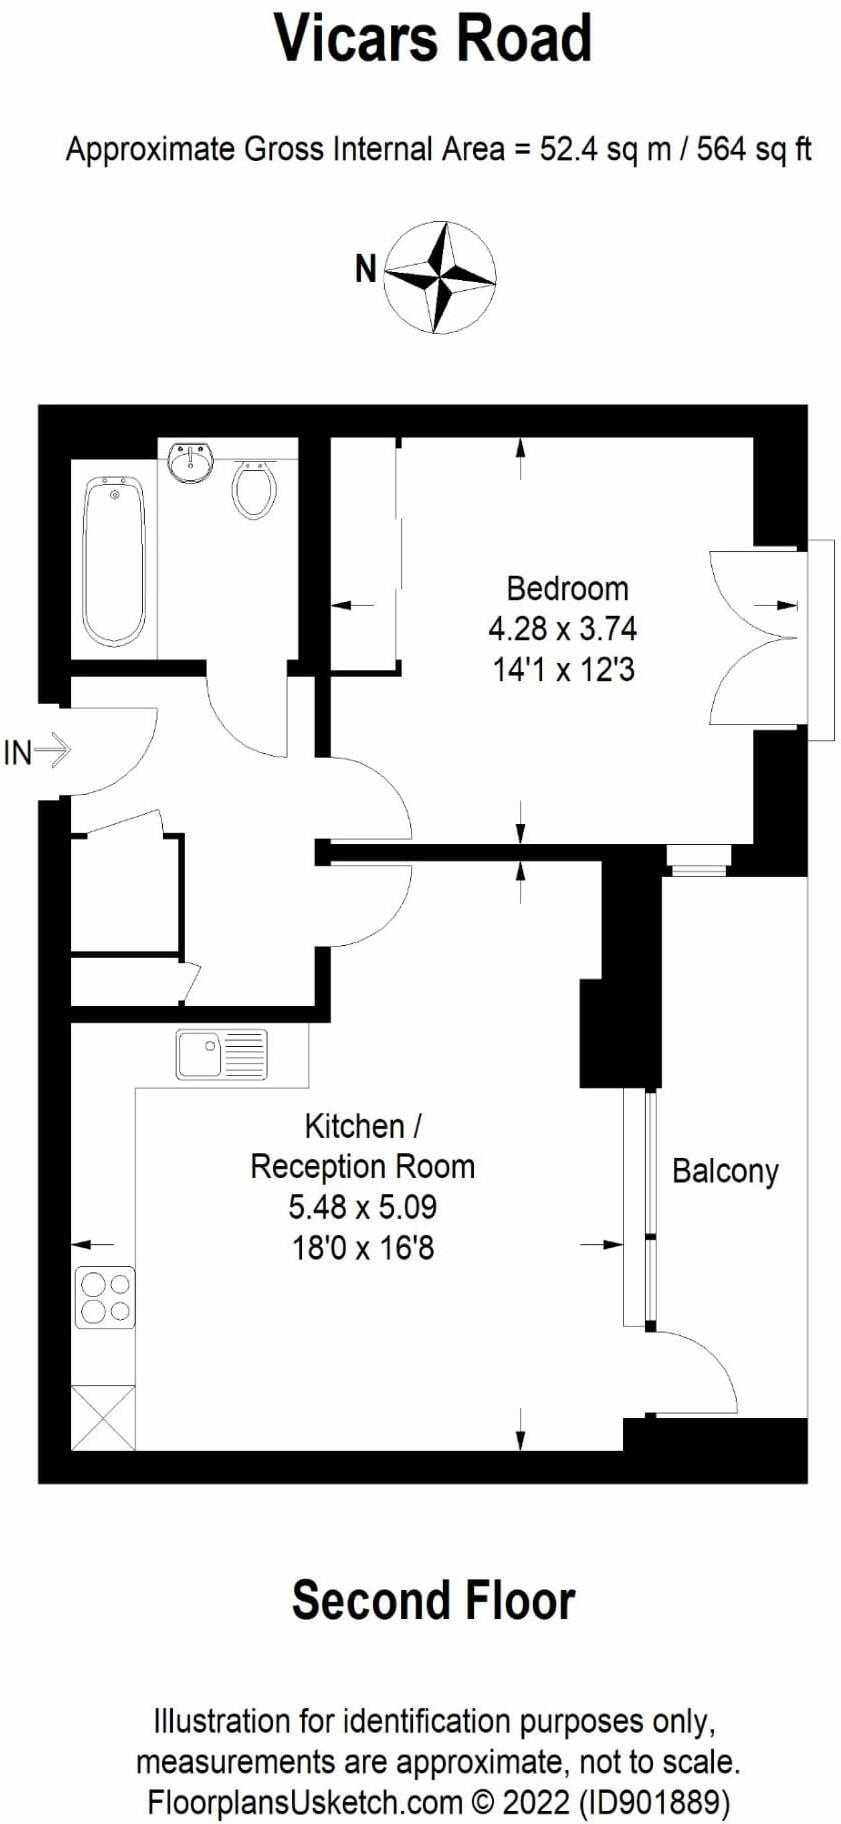 Vicars Road
Approximate Gross Internal Area = 52.4 sq m / 564 sq ft
N
Bedroom
4.28 x 3.74
14'1 x 12'3
IN
Kitchen /
Reception Room
5.48 x 5.09
18'0 x 16'8
Balcony
Second Floor
Illustration for identification purposes only,
measurements are approximate, not to scale.
FloorplansUsketch.com © 2022 (ID901889)